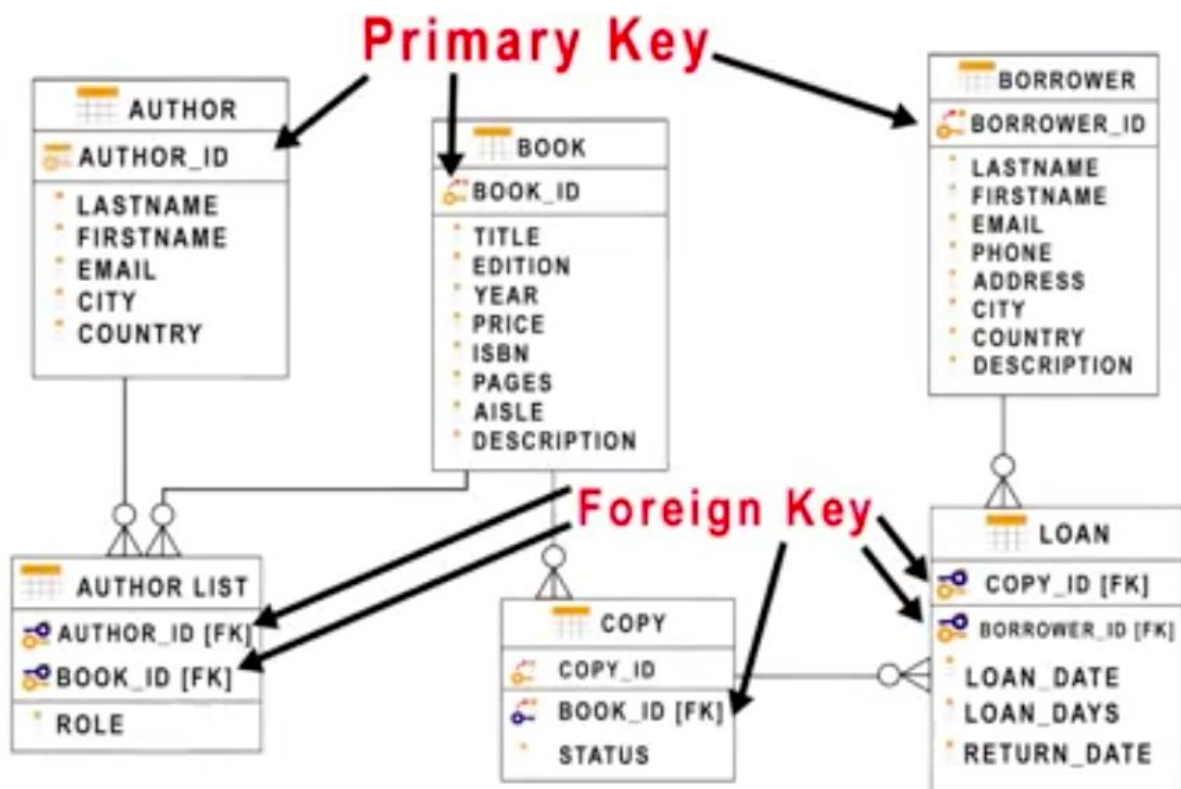 Primary Key
AUTHOR
AUTHOR_ID
LASTNAME
FIRSTNAME
EMAIL
CITY
COUNTRY
BOOK
BOOK_ID
TITLE
EDITION
YEAR
PRICE
ISBN
PAGES
AISLE
DESCRIPTION
BORROWER
BORROWER_ID
LASTNAME
FIRSTNAME
EMAIL
PHONE
ADDRESS
CITY
COUNTRY
DESCRIPTION
Foreign Key
AUTHOR LIST
AUTHOR_ID [FK]
BOOK_ID [FK]
ROLE
COPY
COPY_ID
BOOK_ID [FK]
STATUS
LOAN
COPY_ID [FK]
BORROWER_ID [FK]
LOAN_DATE
LOAN_DAYS
RETURN_DATE